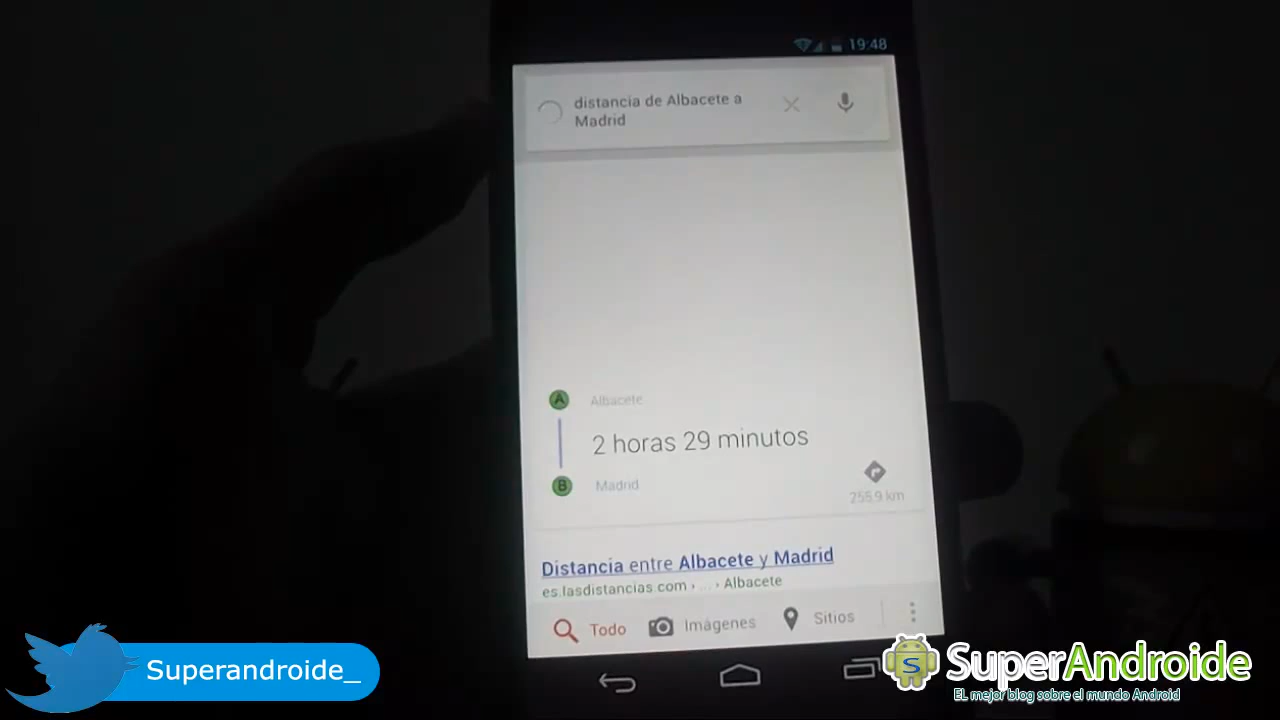 19:48
distancia de Albacete a
Madrid
A Albacete
2 horas 29 minutos
B Madrid
255,9 km
Distancia entre Albacete y Madrid
es.lasdistancias.com › ... › Albacete
Todo Imágenes Sitios
Superandroide_
S
SuperAndroide
EL mejor blog sobre el mundo Android